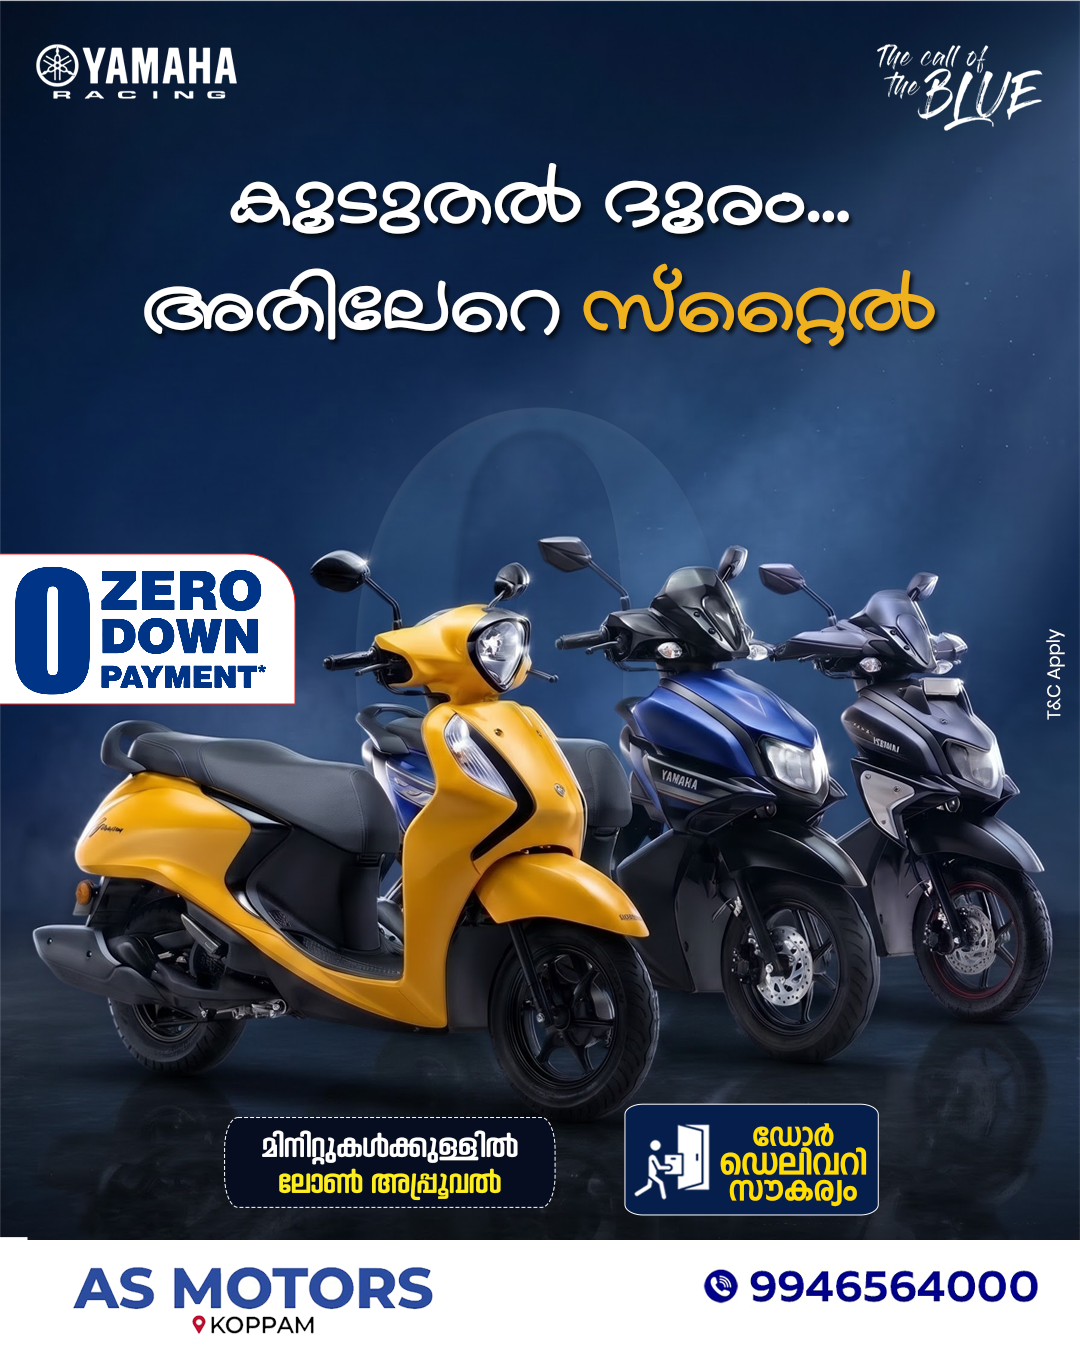 YAMAHA
RACING
The call of
the BLUE
കൂടുതൽ ദൂരം...
അതിലേറെ സ്റ്റൈൽ
0 ZERO
DOWN
PAYMENT*
T&C Apply
YAMAHA
മിനിറ്റുകൾക്കുള്ളിൽ
ലോൺ അപ്പ്രൂവൽ
ഡോർ
ഡെലിവറി
സൗകര്യം
AS MOTORS
KOPPAM
9946564000